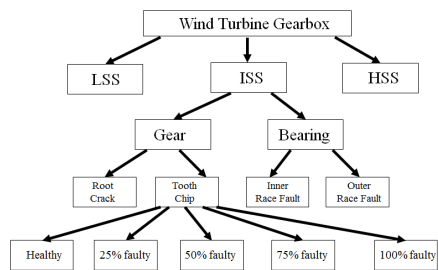 Wind Turbine Gearbox
LSS
ISS
HSS
Gear
Bearing
Root
Crack
Tooth
Chip
Inner
Race Fault
Outer
Race Fault
Healthy
25% faulty
50% faulty
75% faulty
100% faulty